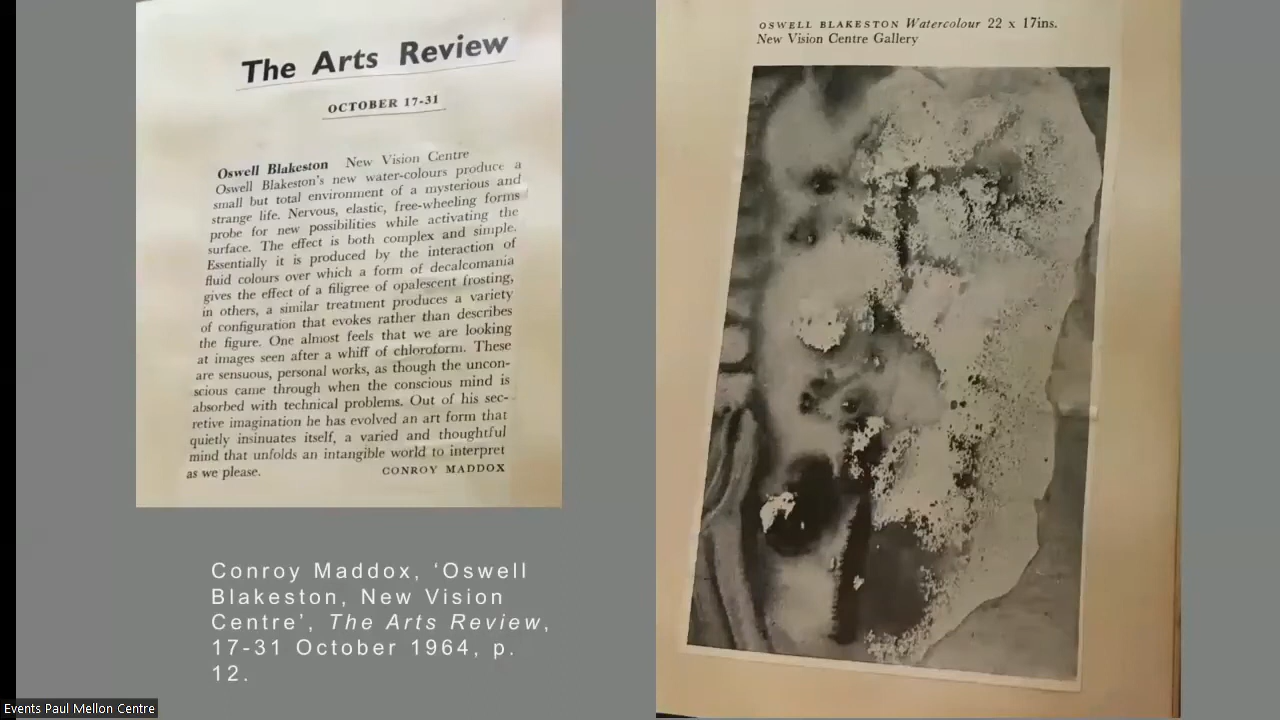 The Arts Review
OCTOBER 17-31
Oswell Blakeston New Vision Centre
Oswell Blakeston's new water-colours produce a
small but total environment of a mysterious and
strange life. Nervous, elastic, free-wheeling forms
probe for new possibilities while activating the
surface. The effect is both complex and simple.
Essentially it is produced by the interaction of
fluid colours over which a form of decalcomania
gives the effect of a filigree of opalescent frosting,
in others, a similar treatment produces a variety
of configuration that evokes rather than describes
the figure. One almost feels that we are looking
at images seen after a whiff of chloroform. These
are sensuous, personal works, as though the uncon-
scious came through when the conscious mind is
absorbed with technical problems. Out of his sec-
retive imagination he has evolved an art form that
quietly insinuates itself, a varied and thoughtful
mind that unfolds an intangible world to interpret
as we please. CONROY MADDOX
Conroy Maddox, ‘Oswell
Blakeston, New Vision
Centre’, The Arts Review,
17-31 October 1964, p.
12.
OSWELL BLAKESTON Watercolour 22 x 17ins.
New Vision Centre Gallery
Events Paul Mellon Centre